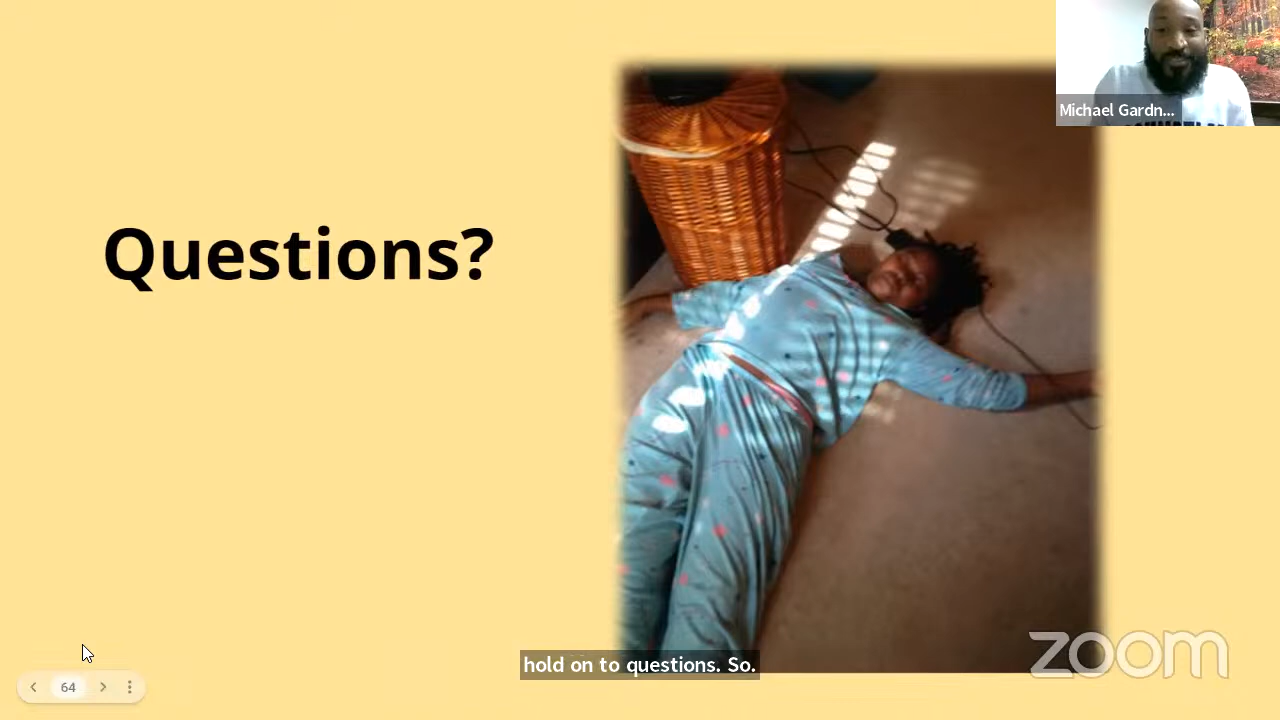 Michael Gardn...
Questions?
hold on to questions. So.
zoom
64